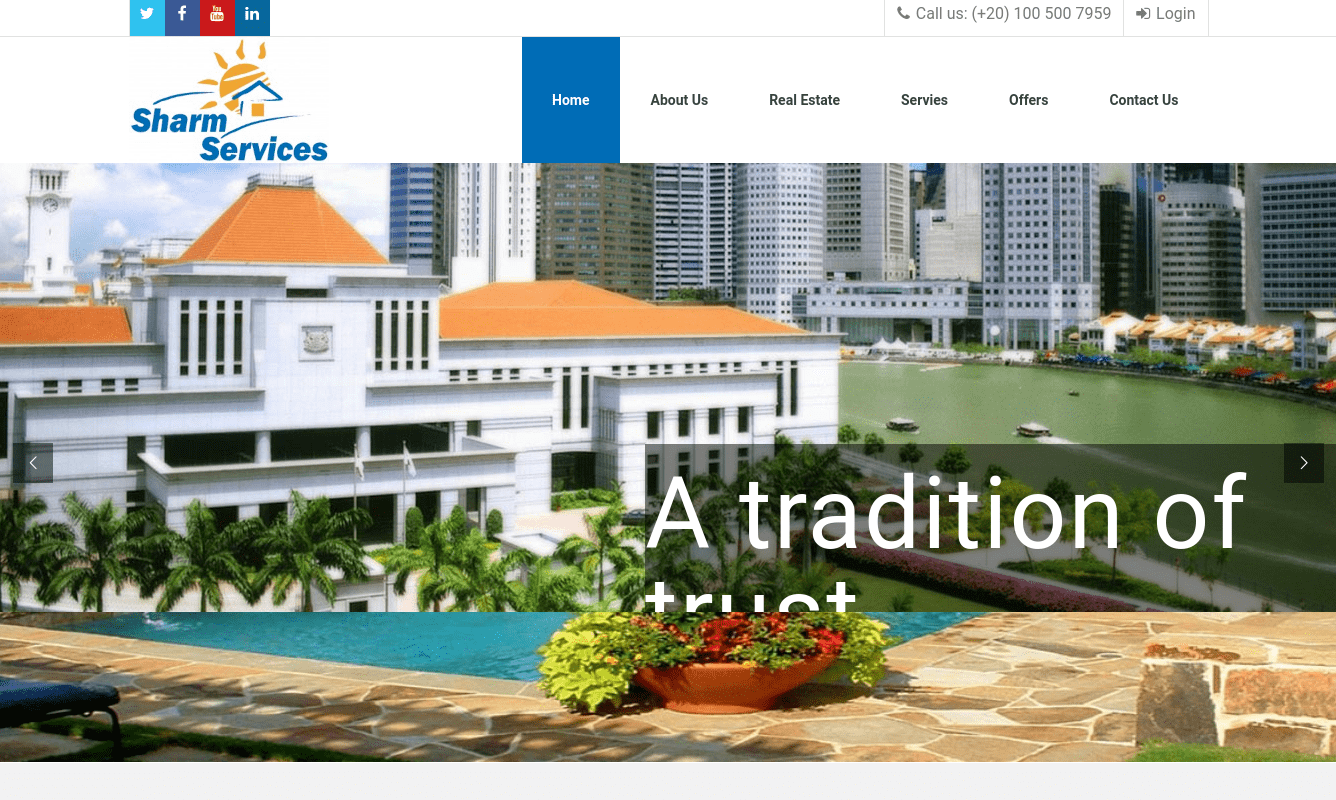 Call us: (+20) 100 500 7959
Login
Sharm
Services
Home
About Us
Real Estate
Servies
Offers
Contact Us
A tradition of
trust